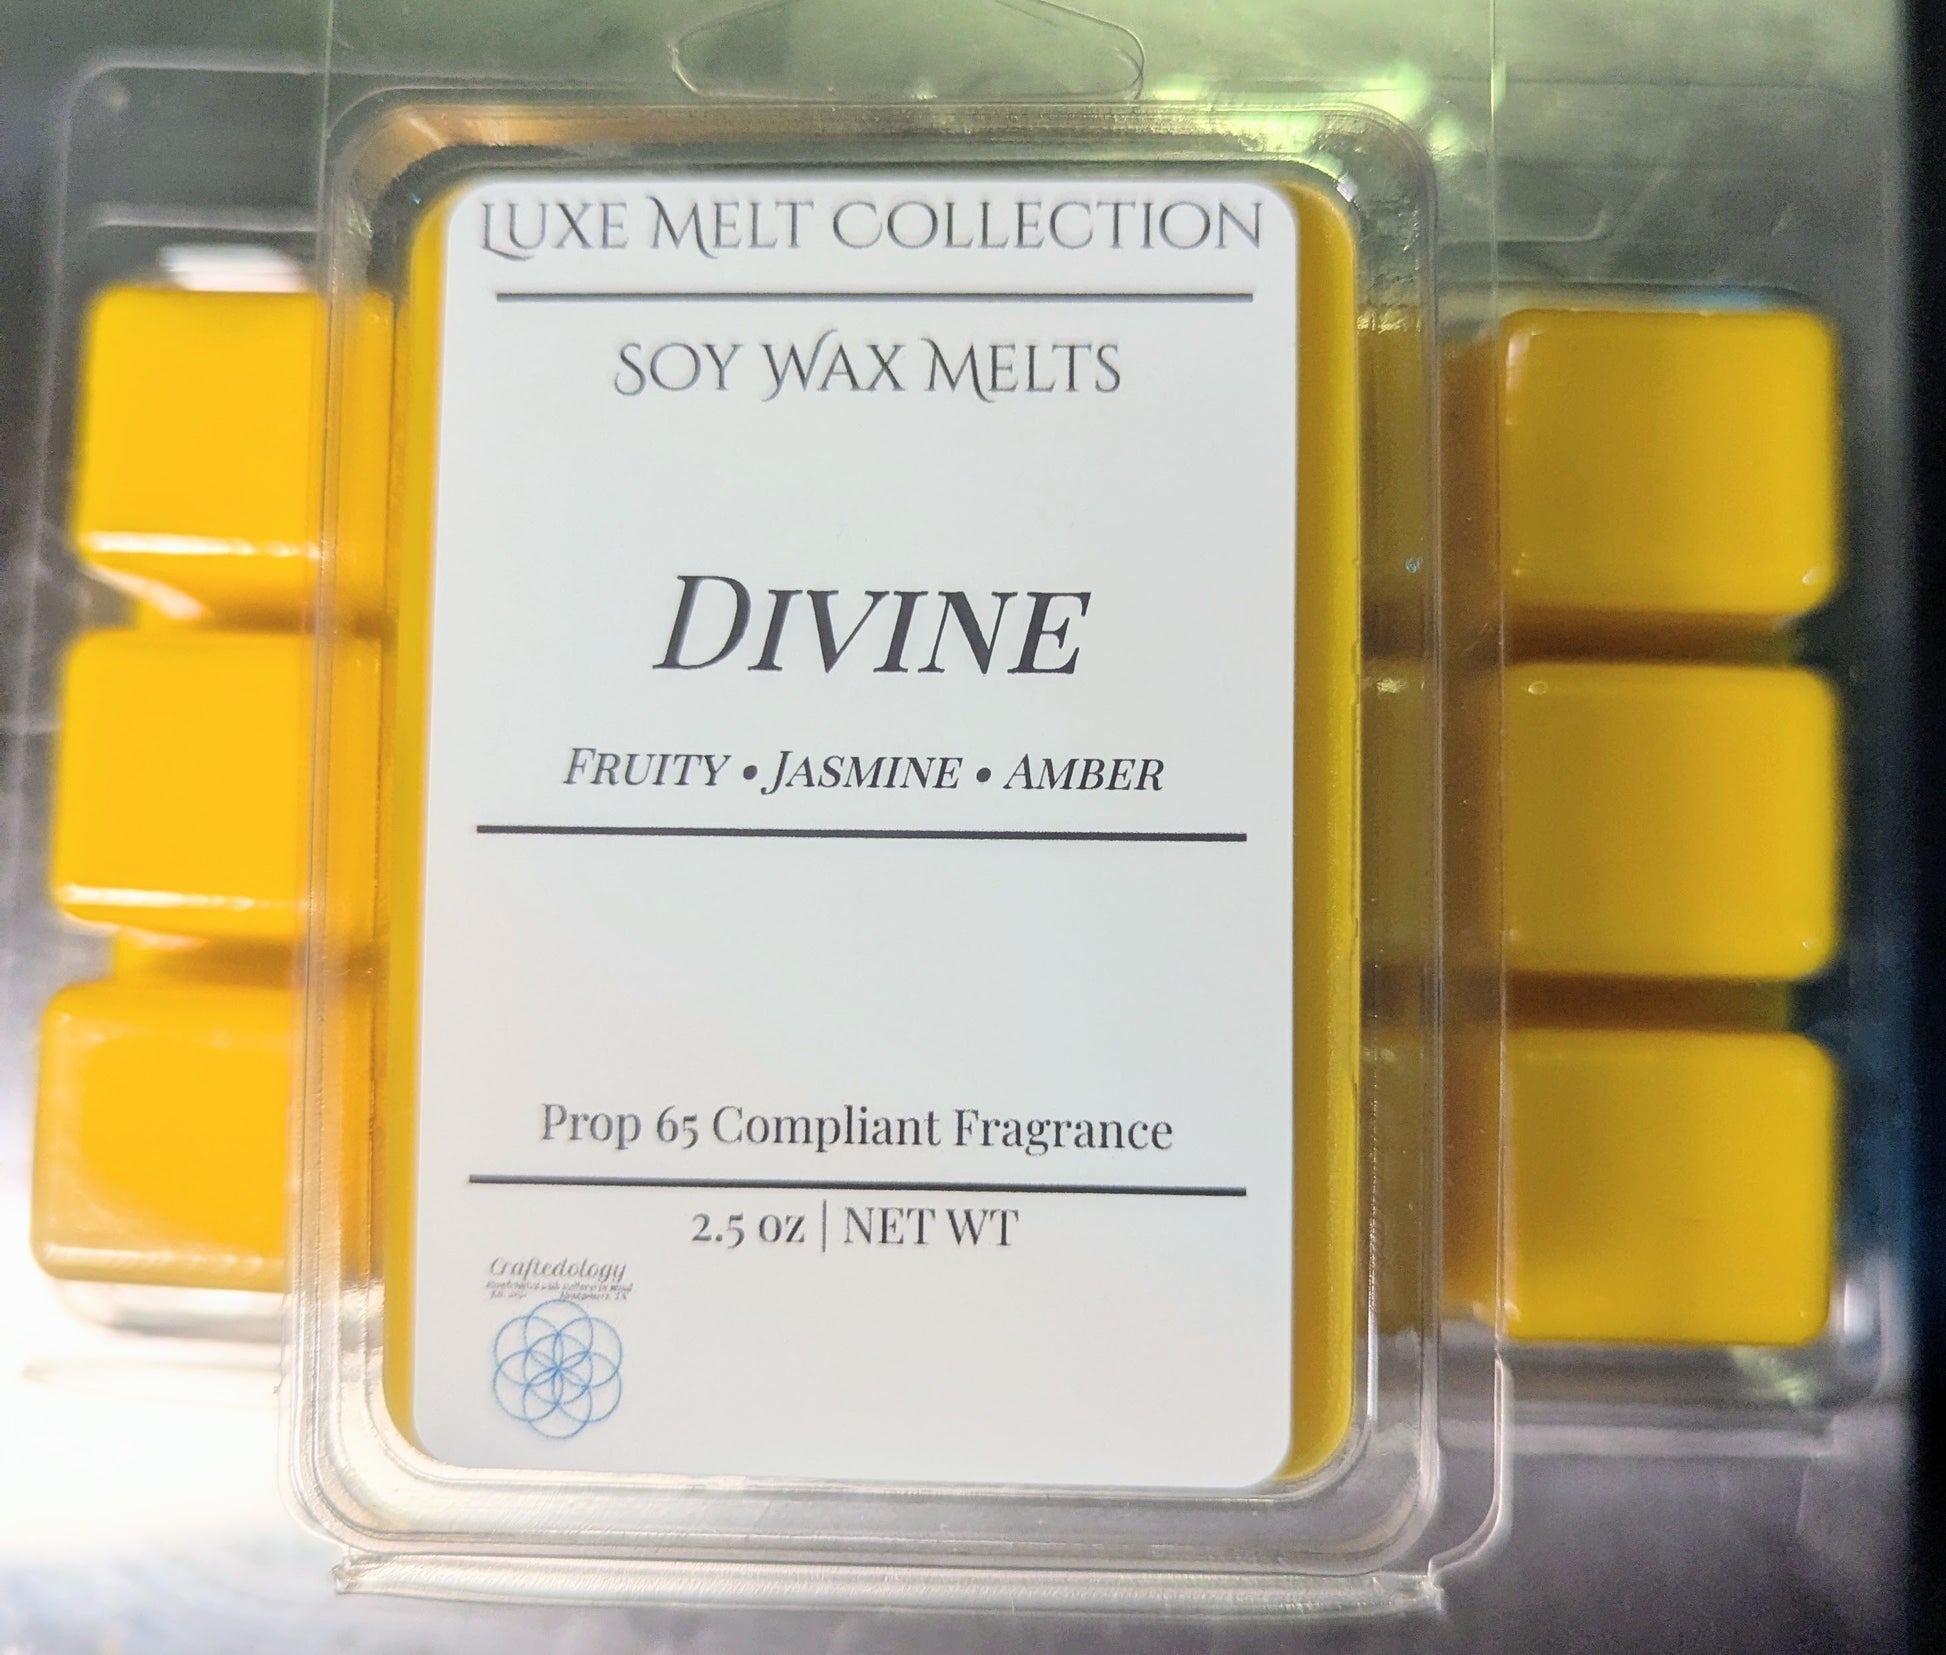 Luxe Melt Collection
Soy Wax Melts
Divine
Fruity • Jasmine • Amber
Prop 65 Compliant Fragrance
2.5 oz | NET WT
Craftedology